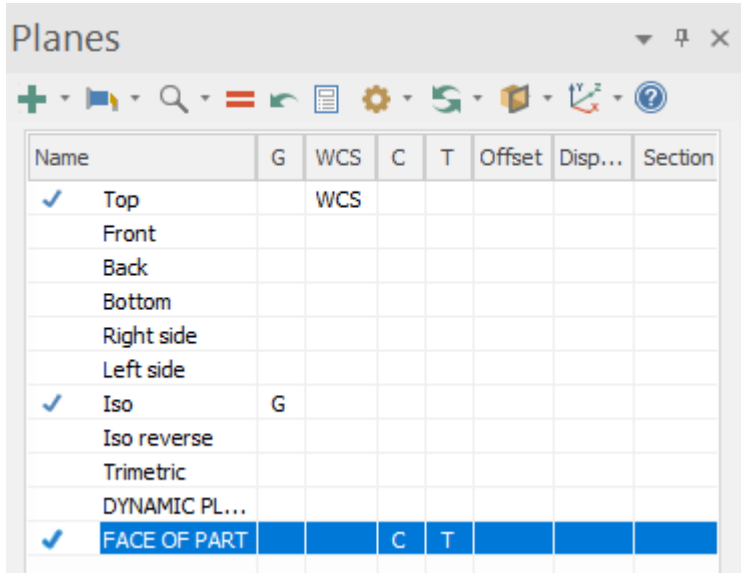 Planes
Name G WCS C T Offset Disp... Section
Top WCS
Front
Back
Bottom
Right side
Left side
Iso G
Iso reverse
Trimetric
DYNAMIC PL...
FACE OF PART C T